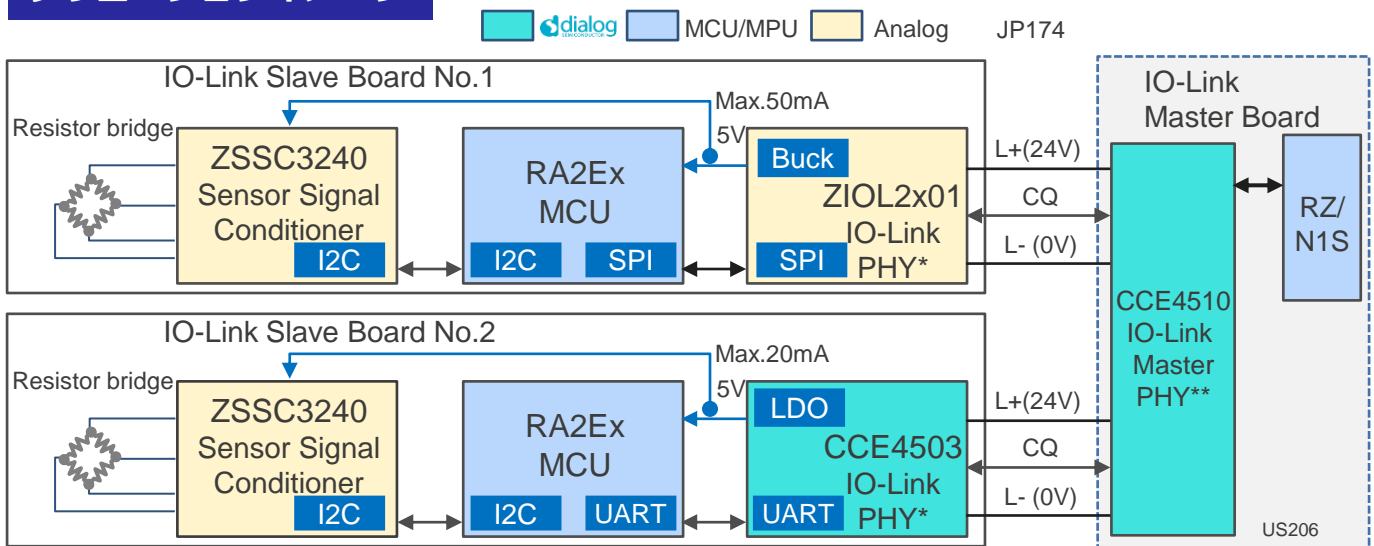 dialog
SEMICONDUCTOR
MCU/MPU
Analog
JP174
IO-Link Slave Board No.1
Max.50mA
5V
Resistor bridge
ZSSC3240
Sensor Signal
Conditioner
I2C
RA2Ex
MCU
I2C
SPI
Buck
ZIOL2x01
IO-Link
PHY*
SPI
L+(24V)
CQ
L- (0V)
IO-Link
Master Board
CCE4510
IO-Link
Master
PHY**
RZ/
N1S
IO-Link Slave Board No.2
Max.20mA
5V
Resistor bridge
ZSSC3240
Sensor Signal
Conditioner
I2C
RA2Ex
MCU
I2C
UART
LDO
CCE4503
IO-Link
PHY*
UART
L+(24V)
CQ
L- (0V)
US206